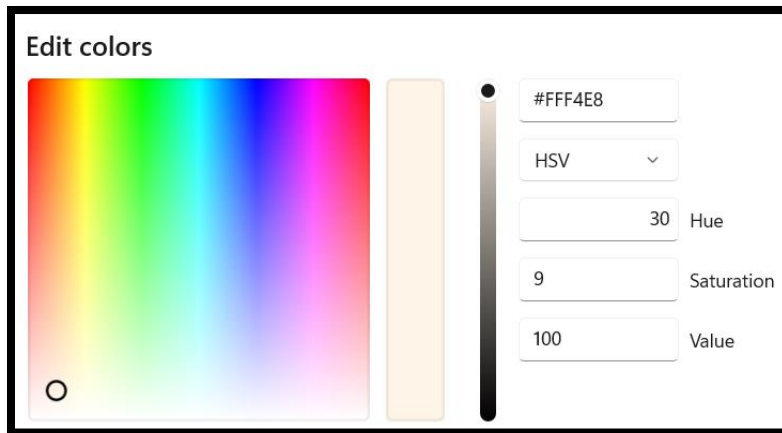 Edit colors
#FFF4E8
HSV
30 Hue
9 Saturation
100 Value